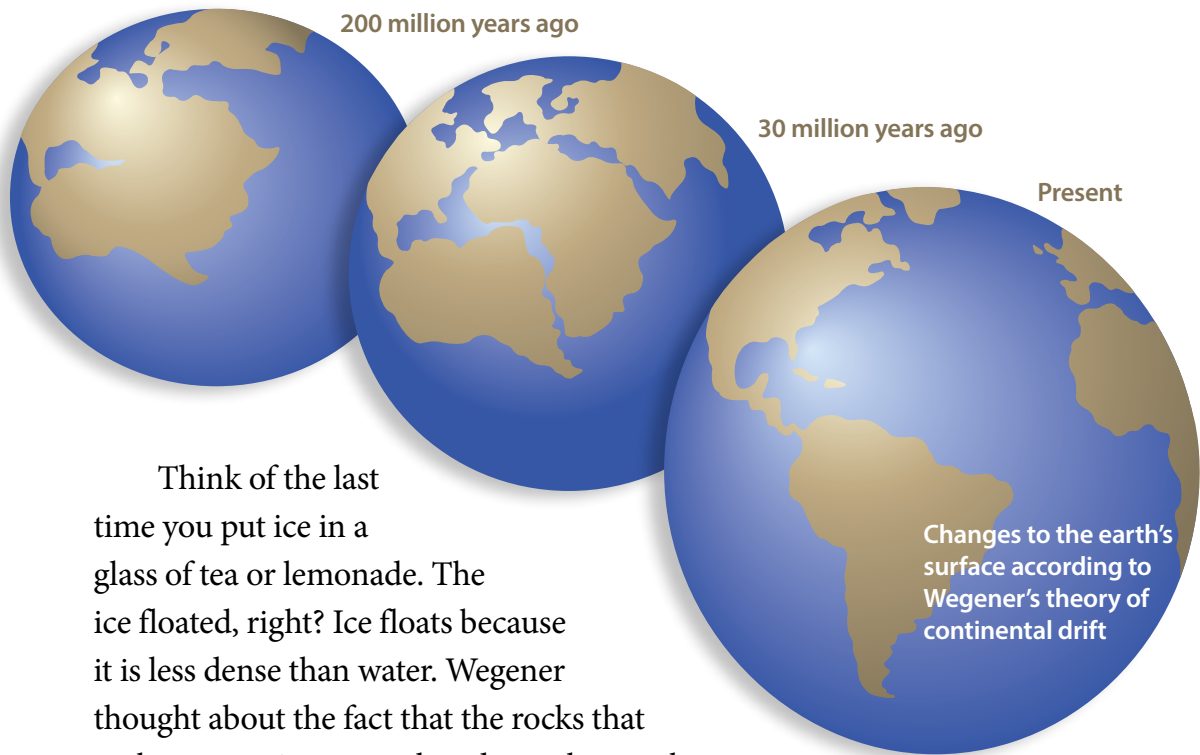 200 million years ago
30 million years ago
Present
Think of the last
time you put ice in a
glass of tea or lemonade. The
ice floated, right? Ice floats because
it is less dense than water. Wegener
thought about the fact that the rocks that
Changes to the earth's
surface according to
Wegener's theory of
continental drift